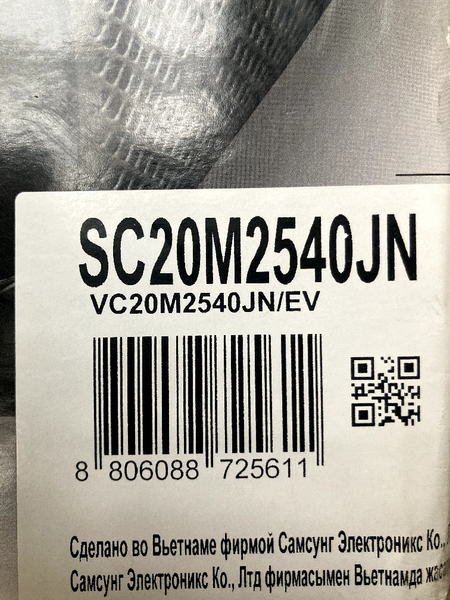 SC20M2540JN
VC20M2540JN/EV
8 806088 725611
Сделано во Вьетнаме фирмой Самсунг Электроникс Ко.,
Самсунг Электроникс Ко., Лтд фирмасымен Вьетнамда